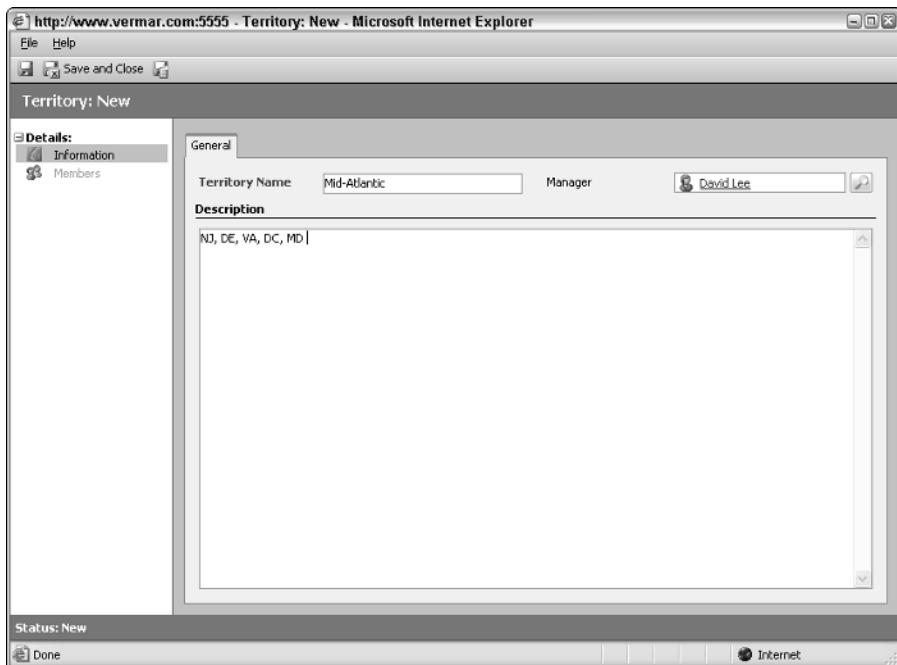 http://www.vermar.com:5555 - Territory: New - Microsoft Internet Explorer
File Help
Save and Close
Territory: New
Details:
Information
Members
General
Territory Name Mid-Atlantic Manager David Lee
Description
NJ, DE, VA, DC, MD
Status: New
Done Internet